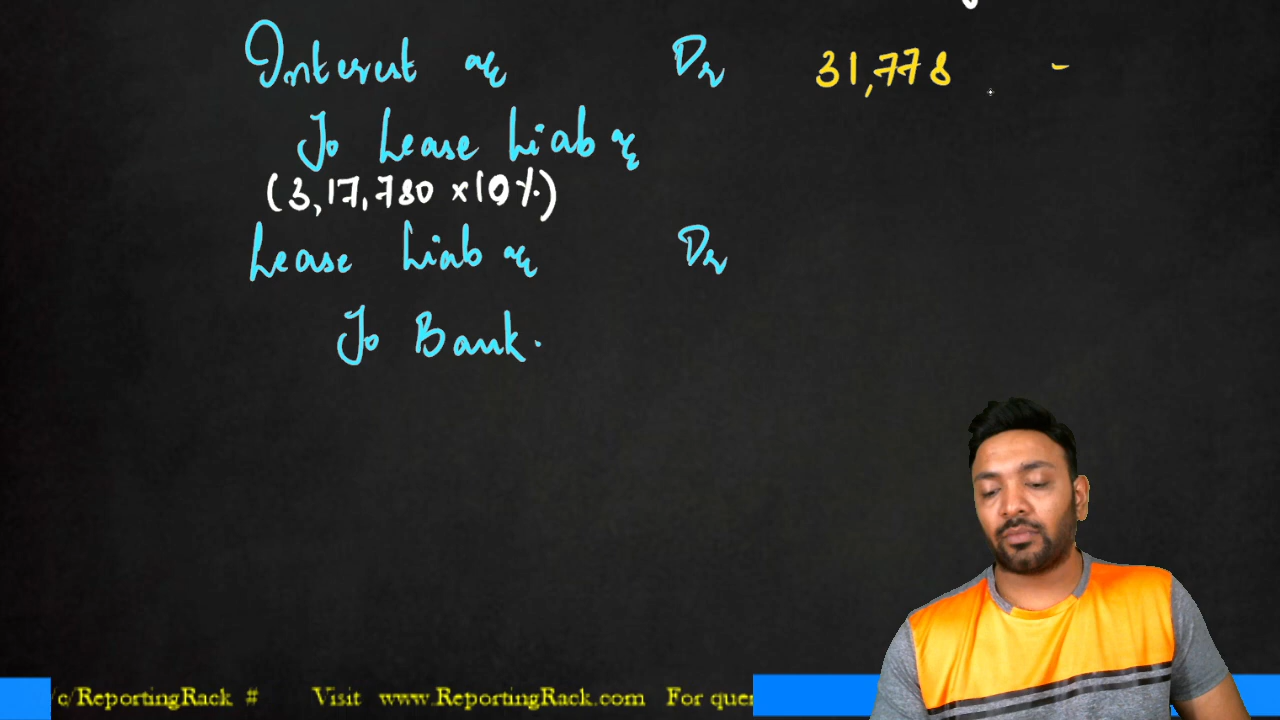 Interest a/c Dr 31,778 -
To Lease Liab a/c
(3,17,780 x 10%)
Lease Liab a/c Dr
To Bank.
/c/ReportingRack # Visit www.ReportingRack.com For quer